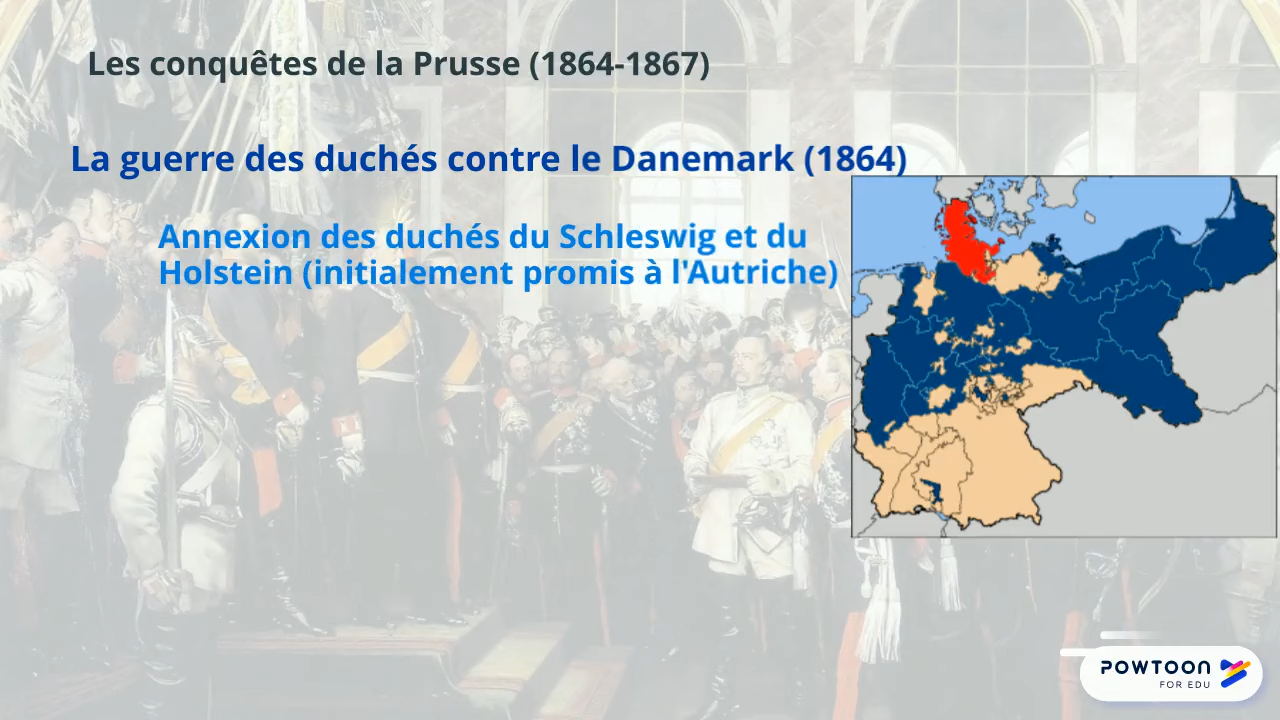 Les conquêtes de la Prusse (1864-1867)
La guerre des duchés contre le Danemark (1864)
Annexion des duchés du Schleswig et du
Holstein (initialement promis à l'Autriche)
POWTOON
FOR EDU